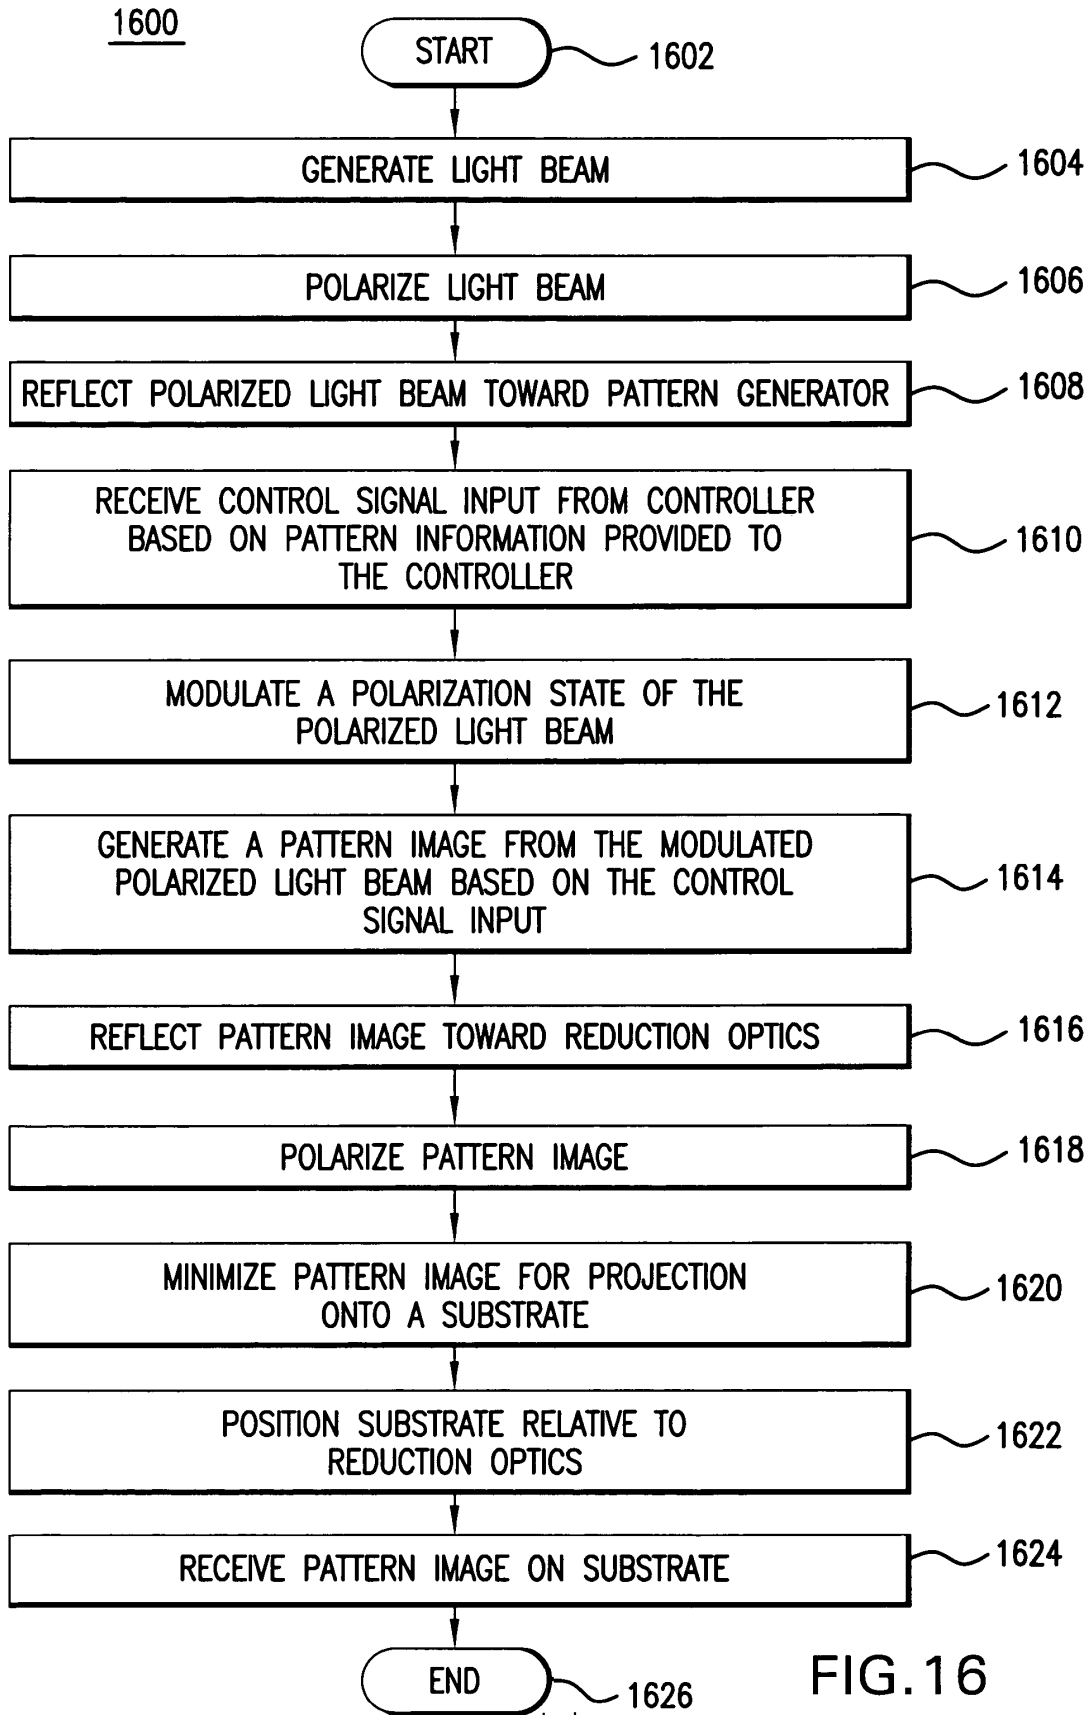 1600
START
1602
GENERATE LIGHT BEAM
1604
POLARIZE LIGHT BEAM
1606
REFLECT POLARIZED LIGHT BEAM TOWARD PATTERN GENERATOR
1608
RECEIVE CONTROL SIGNAL INPUT FROM CONTROLLER
BASED ON PATTERN INFORMATION PROVIDED TO
THE CONTROLLER
1610
MODULATE A POLARIZATION STATE OF THE
POLARIZED LIGHT BEAM
1612
GENERATE A PATTERN IMAGE FROM THE MODULATED
POLARIZED LIGHT BEAM BASED ON THE CONTROL
SIGNAL INPUT
1614
REFLECT PATTERN IMAGE TOWARD REDUCTION OPTICS
1616
POLARIZE PATTERN IMAGE
1618
MINIMIZE PATTERN IMAGE FOR PROJECTION
ONTO A SUBSTRATE
1620
POSITION SUBSTRATE RELATIVE TO
REDUCTION OPTICS
1622
RECEIVE PATTERN IMAGE ON SUBSTRATE
1624
END
1626
FIG.16